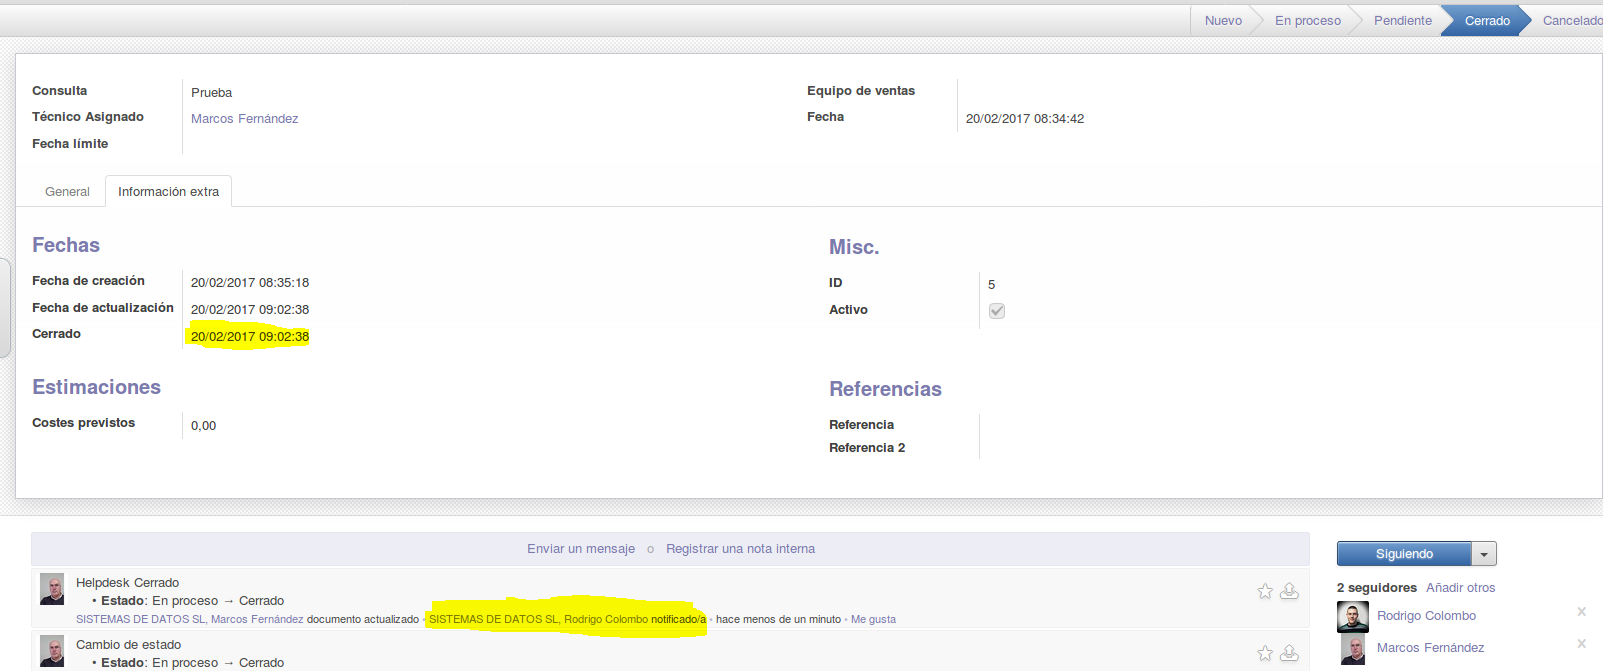 Nuevo En proceso Pendiente Cerrado Cancelado
Consulta Prueba Equipo de ventas
Técnico Asignado Marcos Fernández Fecha 20/02/2017 08:34:42
Fecha límite
General Información extra
Fechas Misc.
Fecha de creación 20/02/2017 08:35:18 ID 5
Fecha de actualización 20/02/2017 09:02:38 Activo
Cerrado 20/02/2017 09:02:38
Estimaciones Referencias
Costes previstos 0,00 Referencia
Referencia 2
Enviar un mensaje o Registrar una nota interna Siguiendo
Helpdesk Cerrado 2 seguidores Añadir otros
• Estado: En proceso → Cerrado
SISTEMAS DE DATOS SL, Marcos Fernández documento actualizado • SISTEMAS DE DATOS SL, Rodrigo Colombo notificado/a • hace menos de un minuto • Me gusta Rodrigo Colombo x
Cambio de estado Marcos Fernández x
• Estado: En proceso → Cerrado